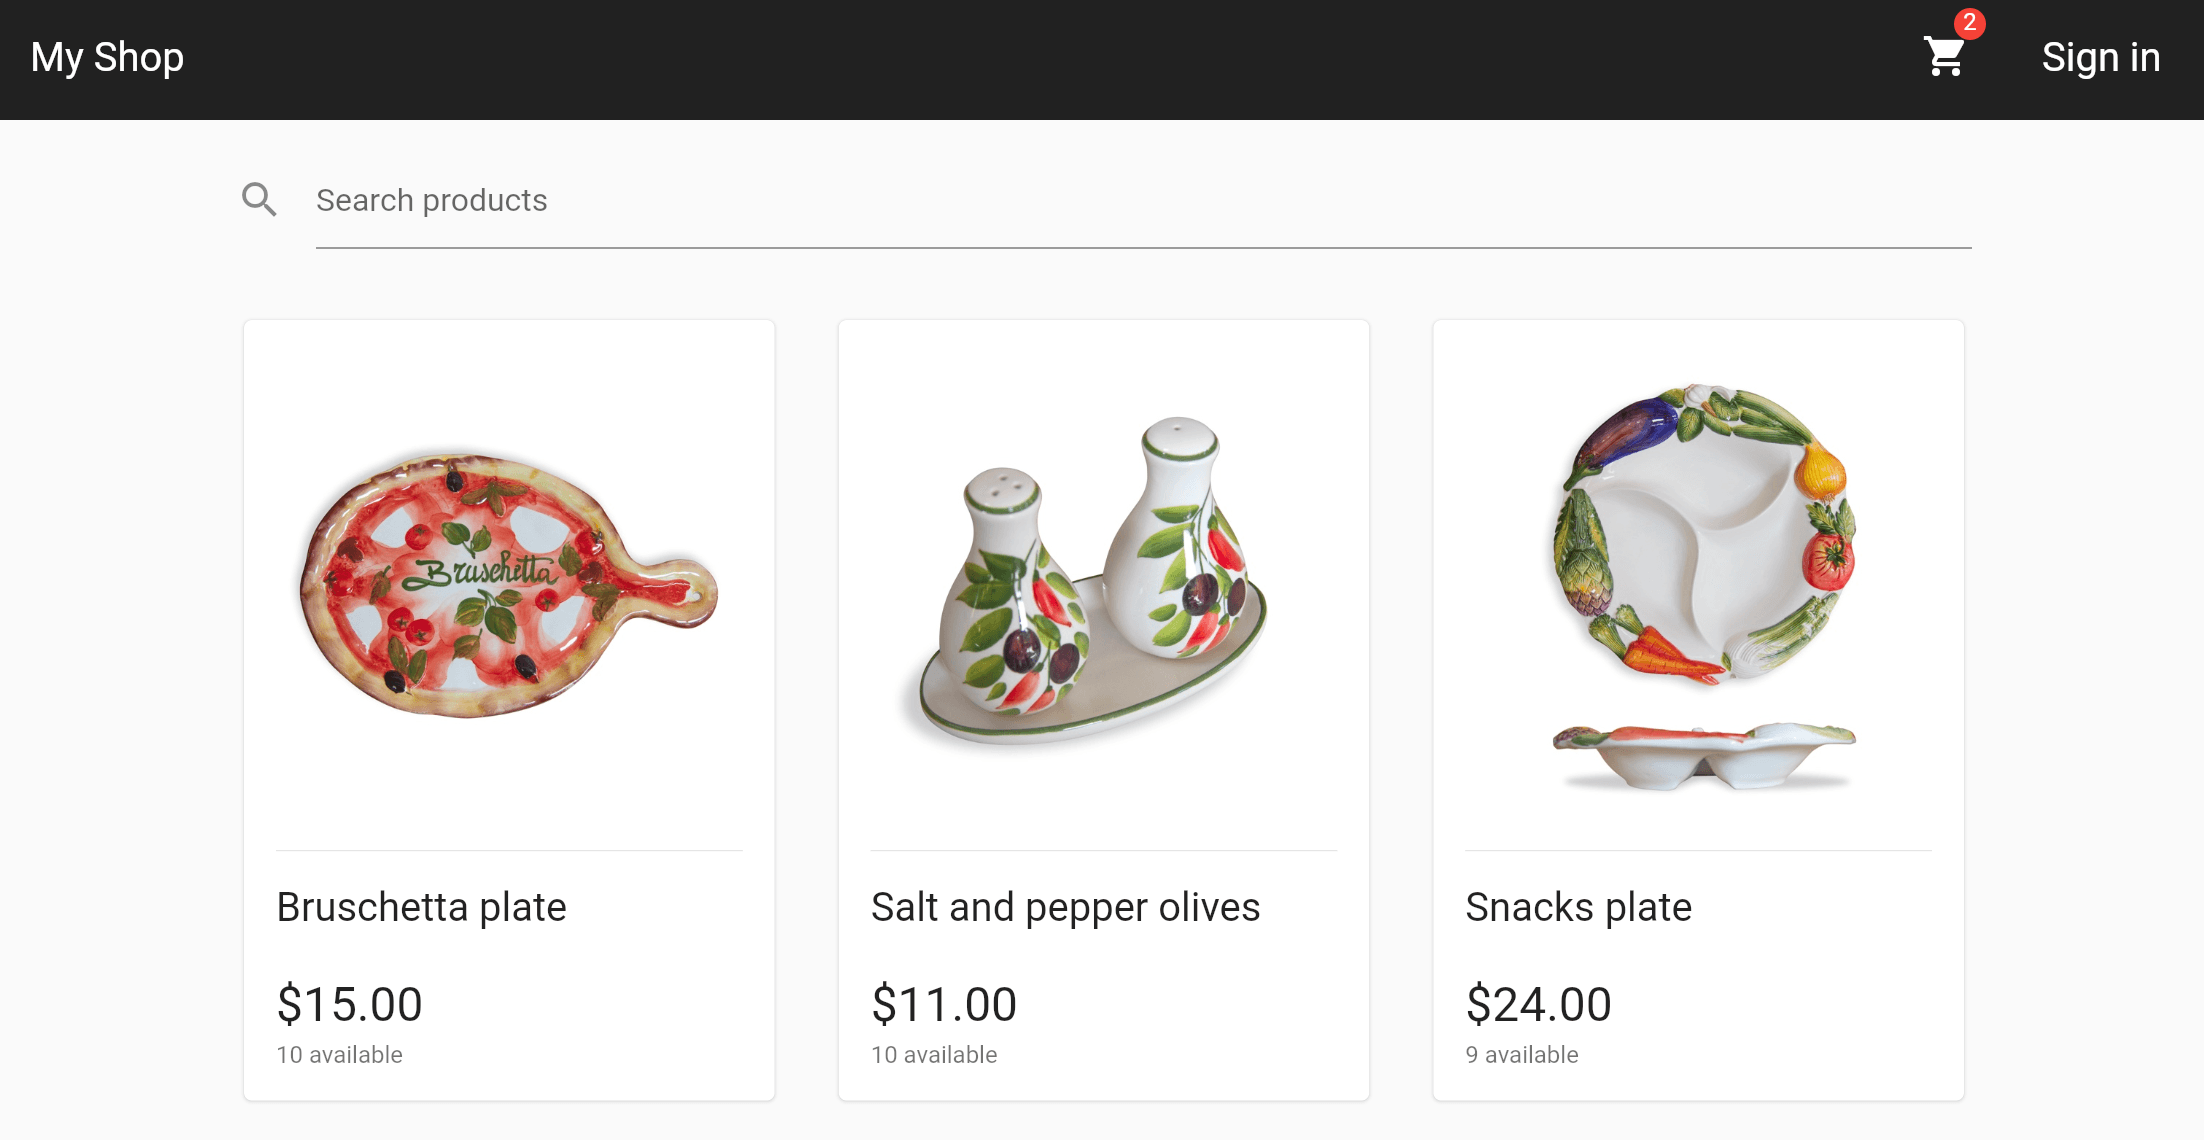 My Shop
2
Sign in
Search products
Bruschetta
Bruschetta plate
$15.00
10 available
Salt and pepper olives
$11.00
10 available
Snacks plate
$24.00
9 available